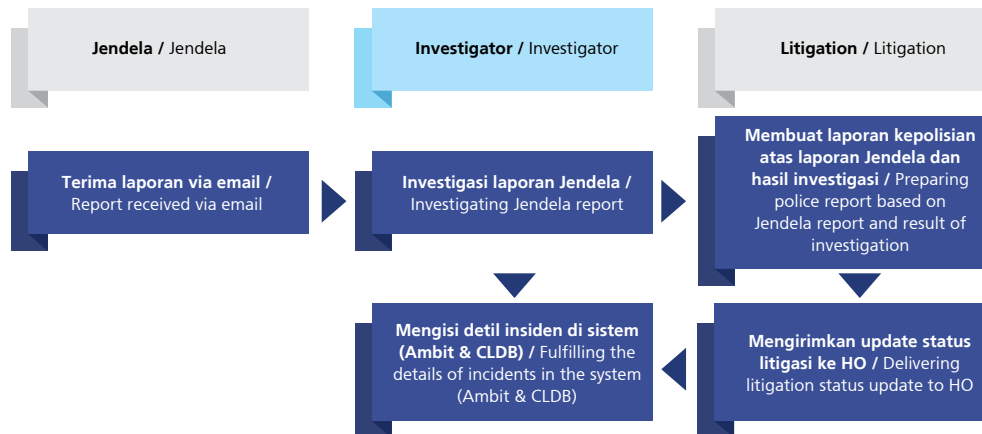 Jendela / Jendela
Investigator / Investigator
Litigation / Litigation
Terima laporan via email /
Report received via email
Investigasi laporan Jendela /
Investigating Jendela report
Membuat laporan kepolisian
atas laporan Jendela dan
hasil investigasi / Preparing
police report based on
Jendela report and result of
investigation
Mengisi detil insiden di sistem
(Ambit & CLDB) / Fulfilling the
details of incidents in the system
(Ambit & CLDB)
Mengirimkan update status
litigasi ke HO / Delivering
litigation status update to HO